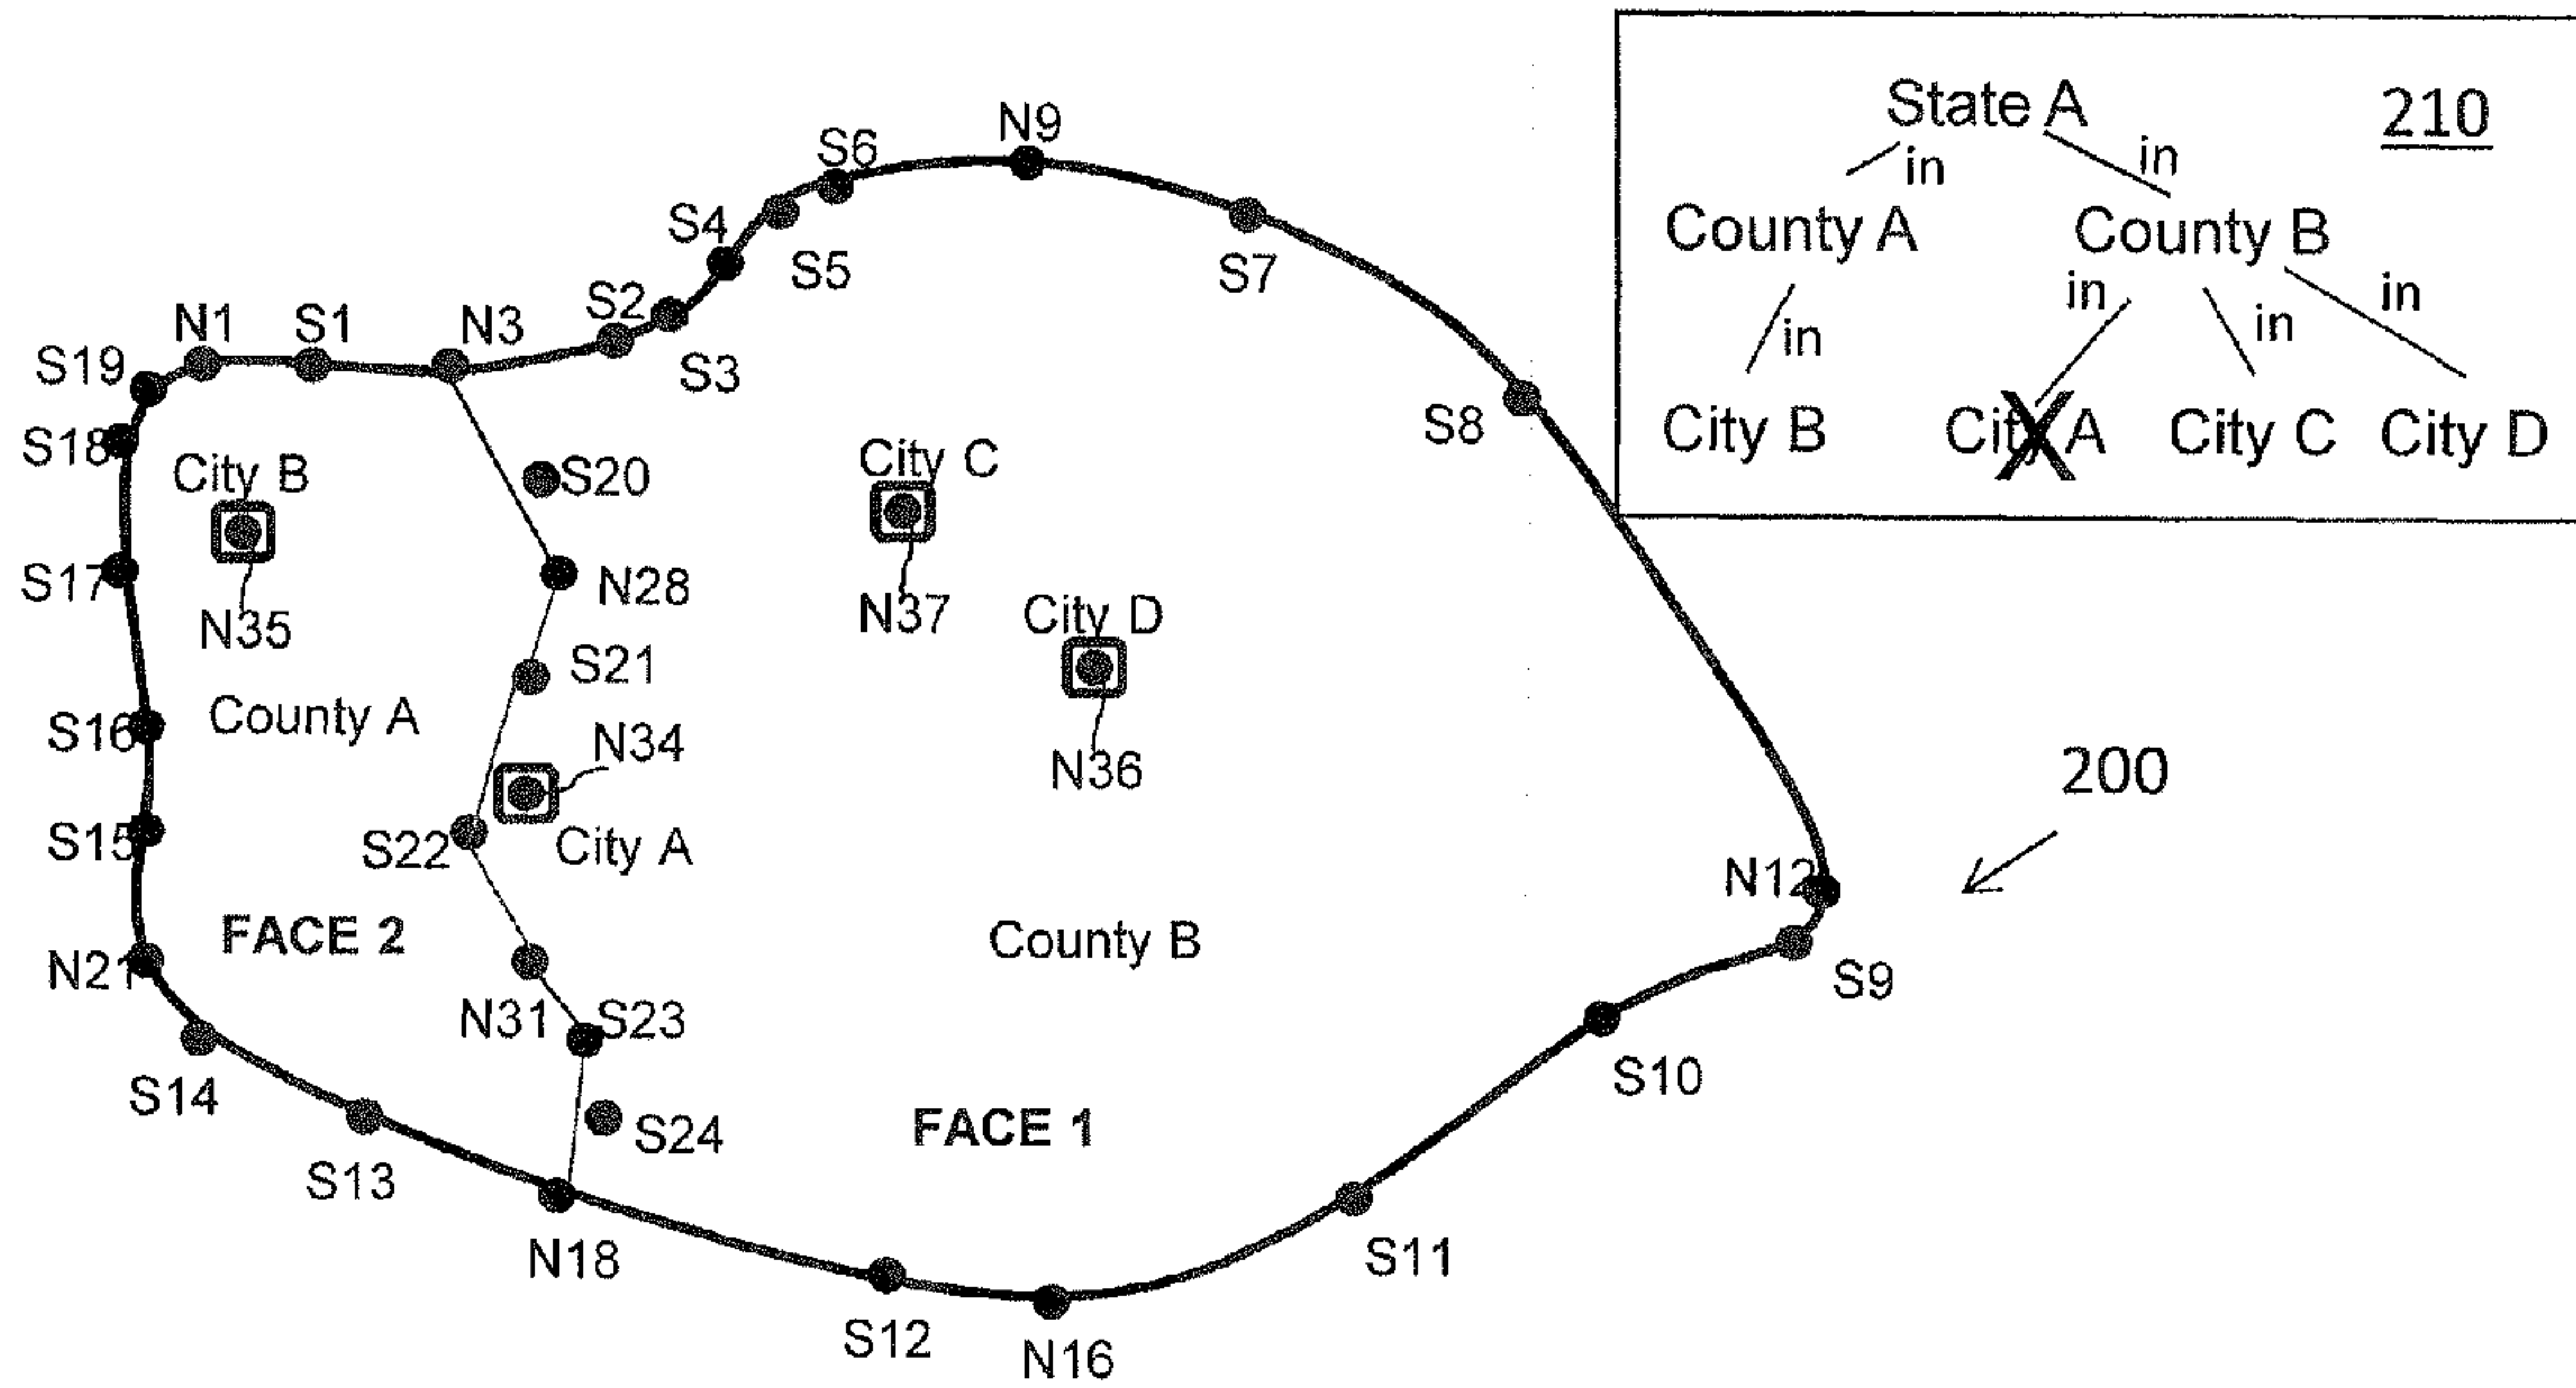 State A
210
in
in
County A
County B
in
in
in
in
City B
City A
City C
City D
N9
S6
S4
S5
S7
N1
S1
N3
S2
S3
S19
S8
S18
City B
S20
City C
S17
N28
N35
N37
City D
S21
S16
County A
N34
N36
200
S15
S22
City A
N12
N21
FACE 2
County B
S9
N31
S23
S10
S14
FACE 1
S24
S13
N18
S11
S12
N16